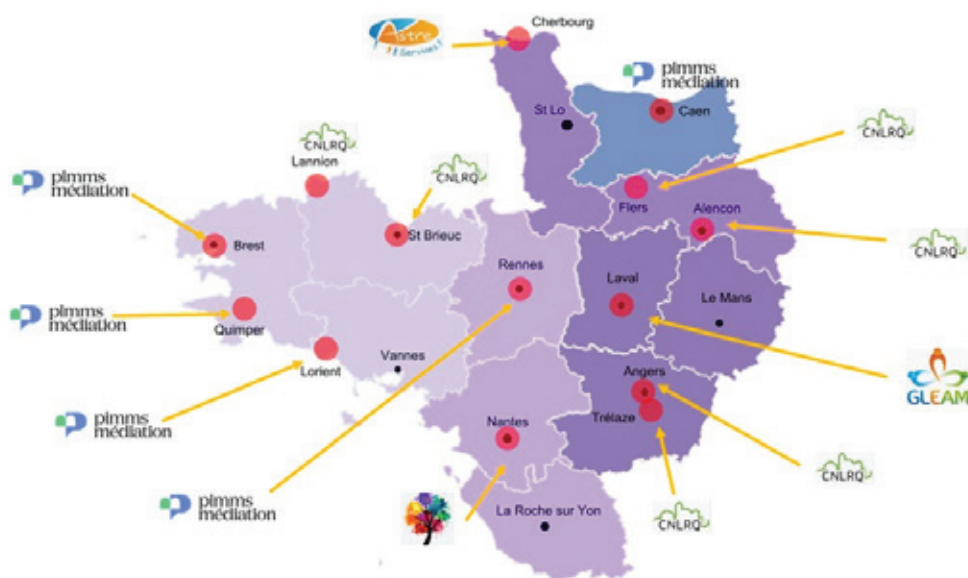 Cherbourg
Astre
Services
pimms
médiation
St Lo
Caen
CNLRQ
CNLRQ
Lannion
CNLRQ
pimms
médiation
Flers
Alencon
Brest
St Brieuc
CNLRQ
Rennes
Laval
Le Mans
pimms
médiation
Quimper
Lorient
Vannes
Angers
GLEAM
Trélaze
pimms
médiation
Nantes
CNLRQ
pimms
médiation
La Roche sur Yon
CNLRQ